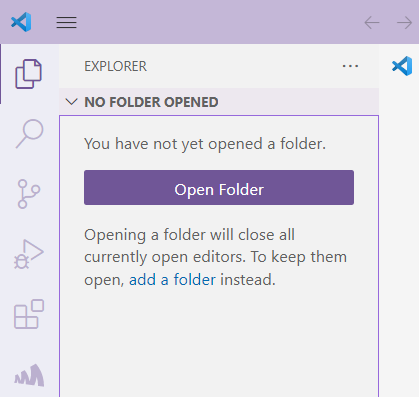 EXPLORER
NO FOLDER OPENED
You have not yet opened a folder.
Open Folder
Opening a folder will close all
currently open editors. To keep them
open, add a folder instead.